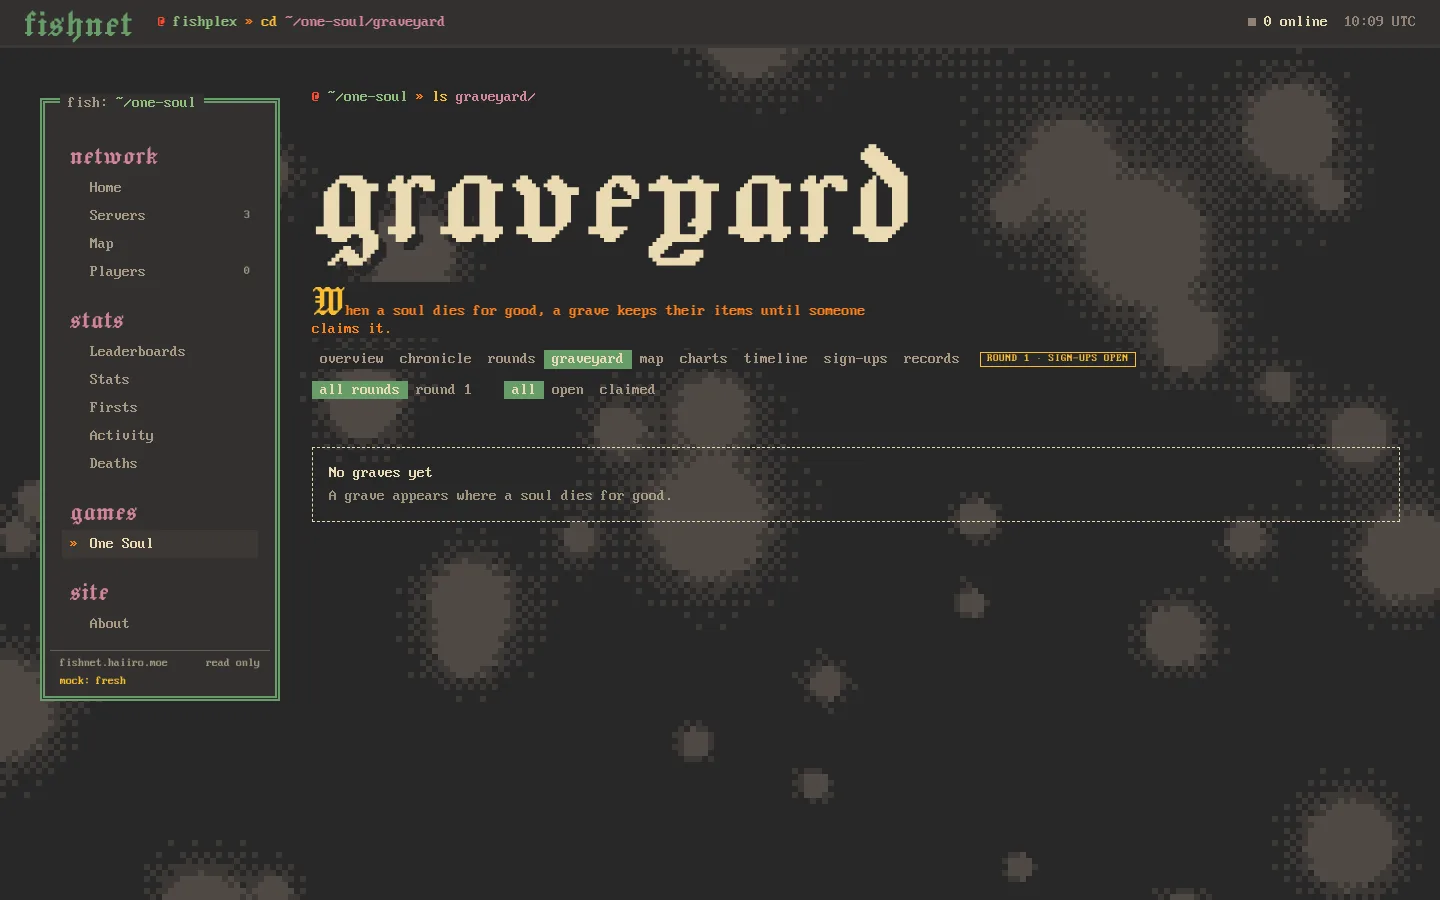 fishnet
@ fishplex » cd ~/one-soul/graveyard
0 online 10:09 UTC
fish: ~/one-soul
network
Home
Servers 3
Map
Players 0
stats
Leaderboards
Stats
Firsts
Activity
Deaths
games
» One Soul
site
About
fishnet.haiiro.moe read only
mock: fresh
@ ~/one-soul » ls graveyard/
graveyard
When a soul dies for good, a grave keeps their items until someone
claims it.
overview chronicle rounds graveyard map charts timeline sign-ups records ROUND 1 · SIGN-UPS OPEN
all rounds round 1 all open claimed
No graves yet
A grave appears where a soul dies for good.